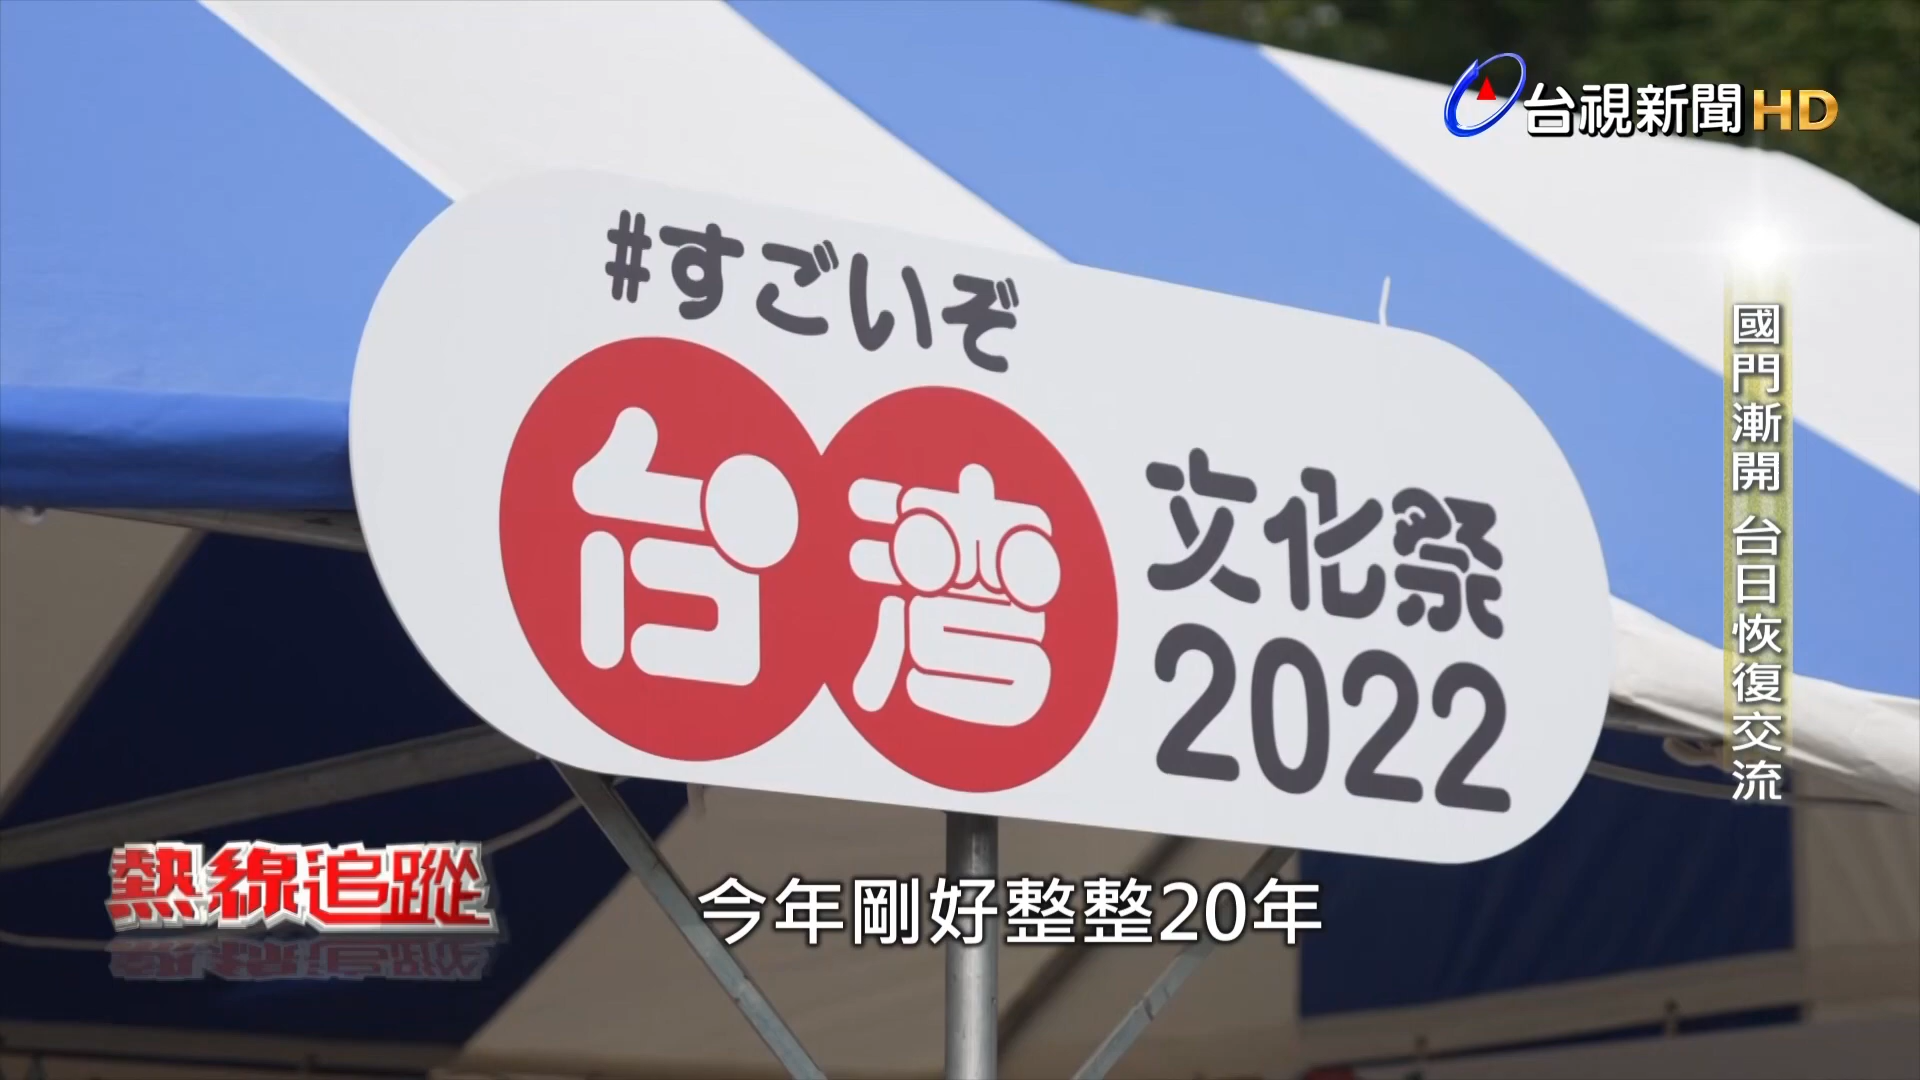 台視新聞HD
#すごいぞ
台湾
文化祭
2022
國門漸開 台日恢復交流
熱線追蹤
今年剛好整整20年